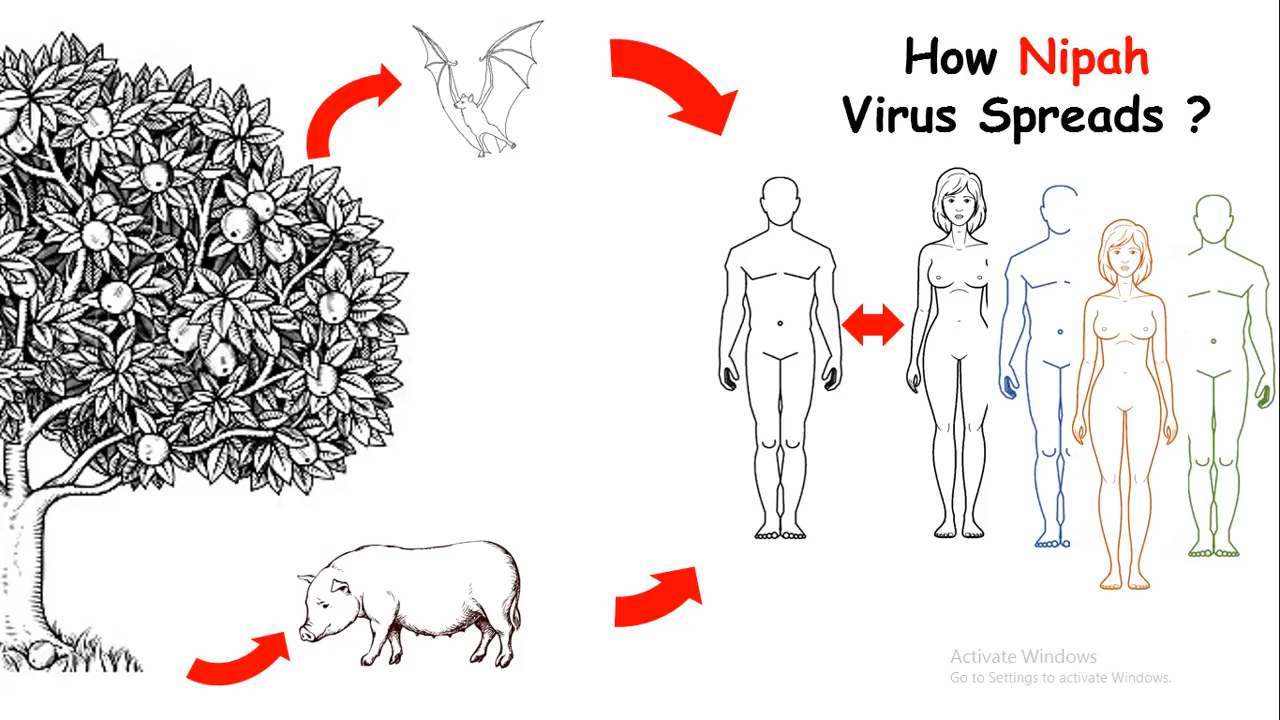 How Nipah
Virus Spreads ?
Activate Windows
Go to Settings to activate Windows.